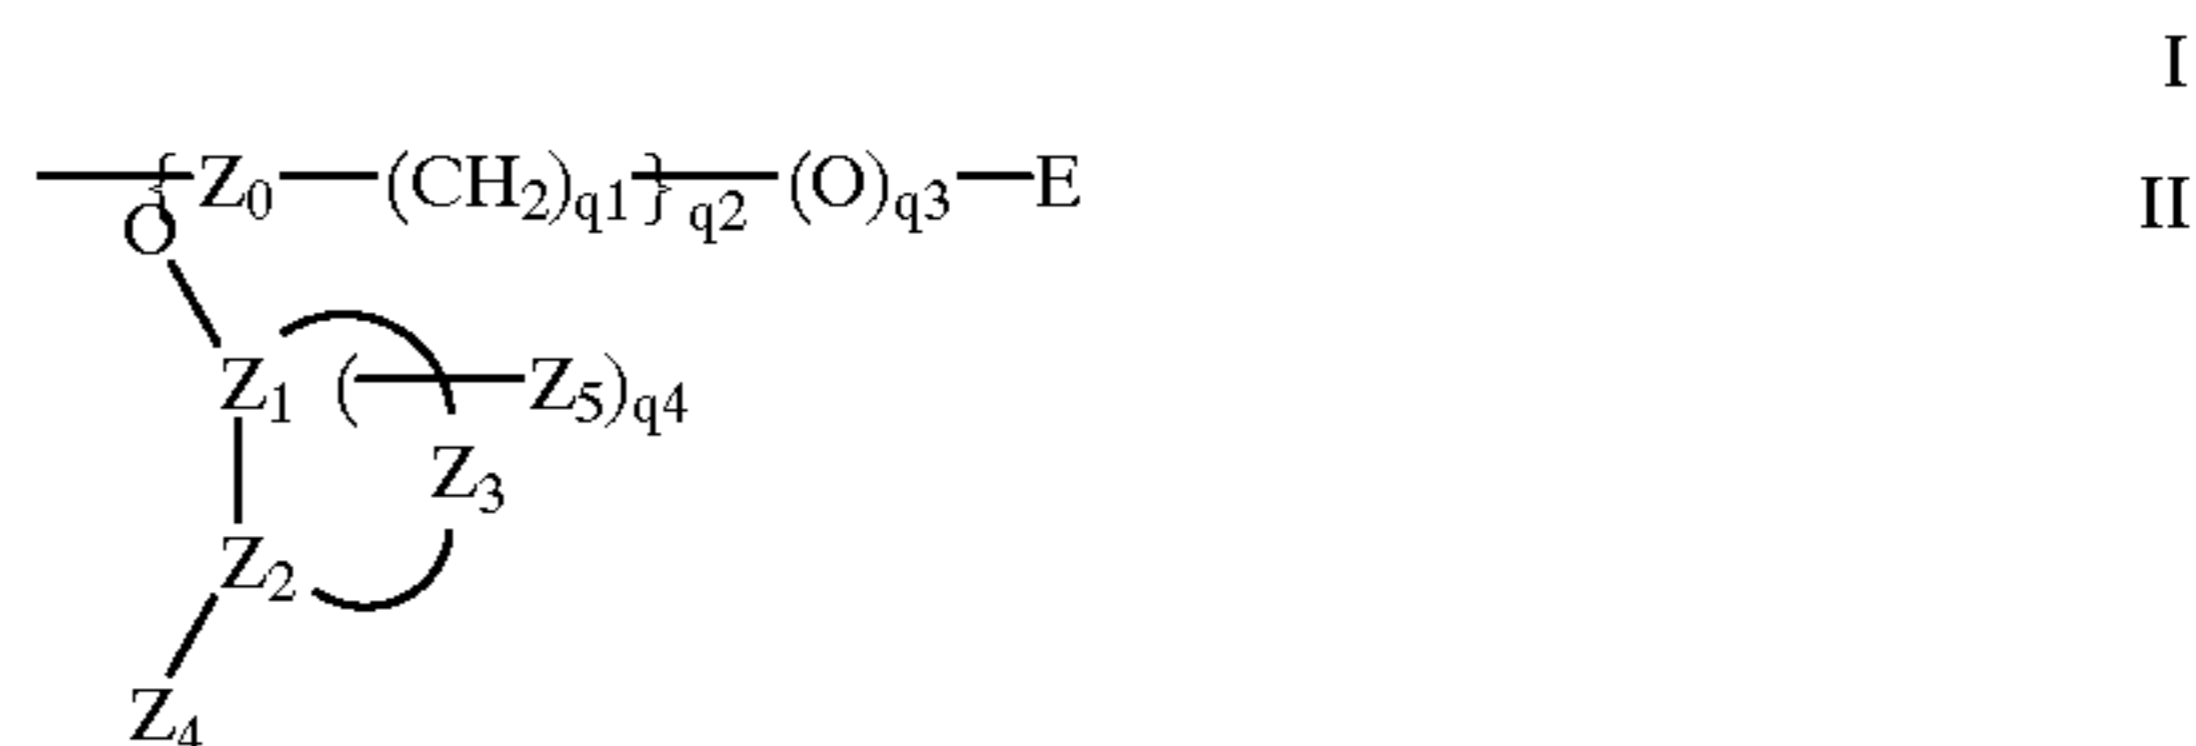 I
{Z0—(CH2)q1}q2—(O)q3—E II
O
Z1 (—Z5)q4
Z3
Z2
Z4